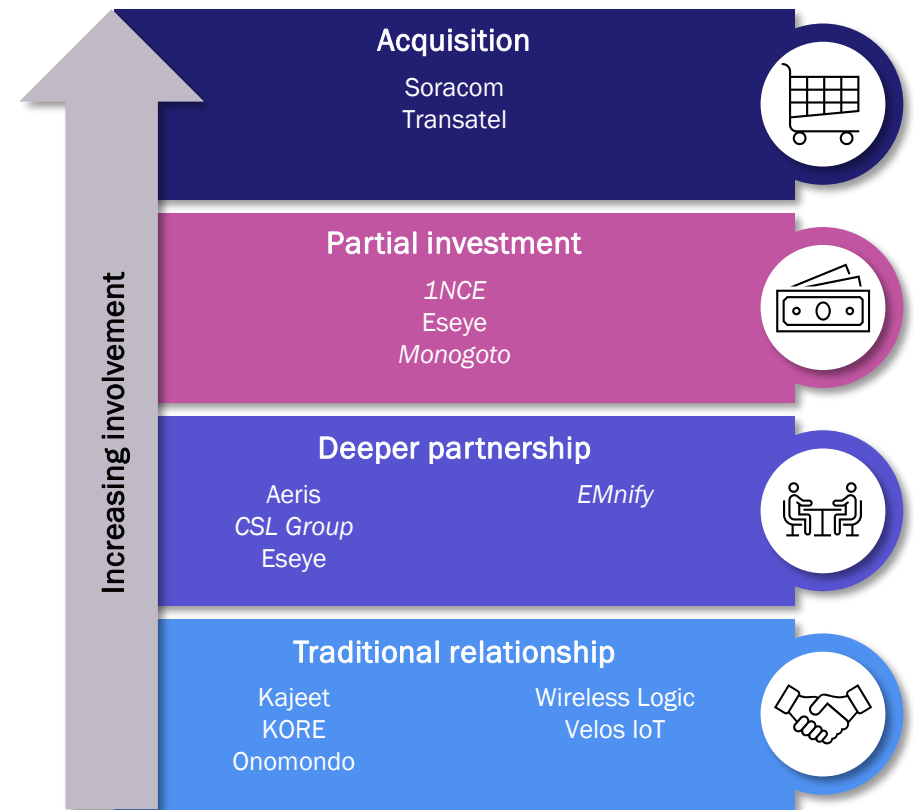 Acquisition
Soracom
Transatel
Increasing involvement
Partial investment
1NCE
Eseye
Monogoto
Deeper partnership
Aeris
CSL Group
Eseye
EMnify
Traditional relationship
Kajeet
KORE
Onomondo
Wireless Logic
Velos IoT